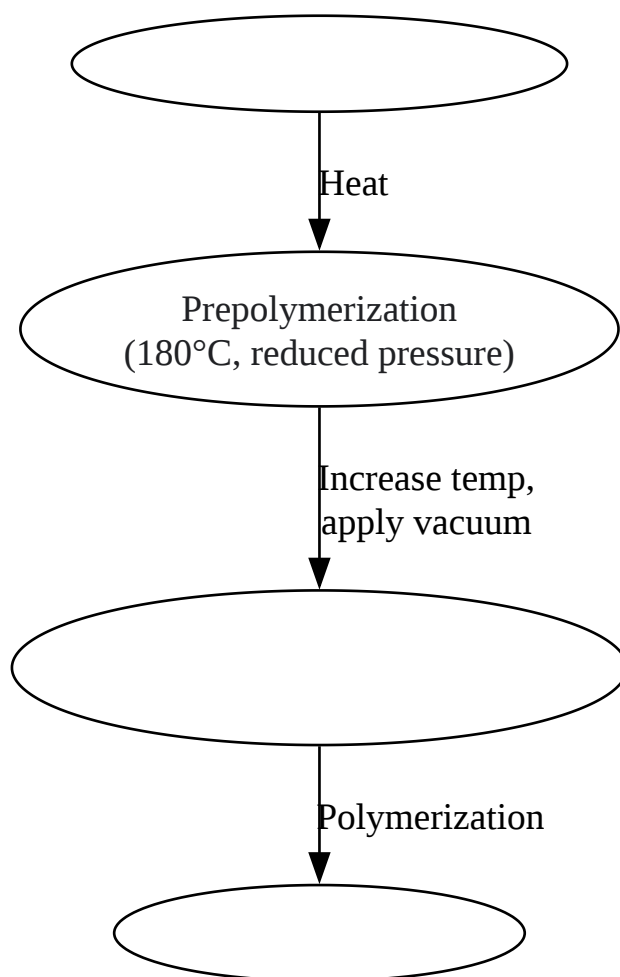 Heat
Prepolymerization
(180°C, reduced pressure)
Increase temp,
apply vacuum
Polymerization